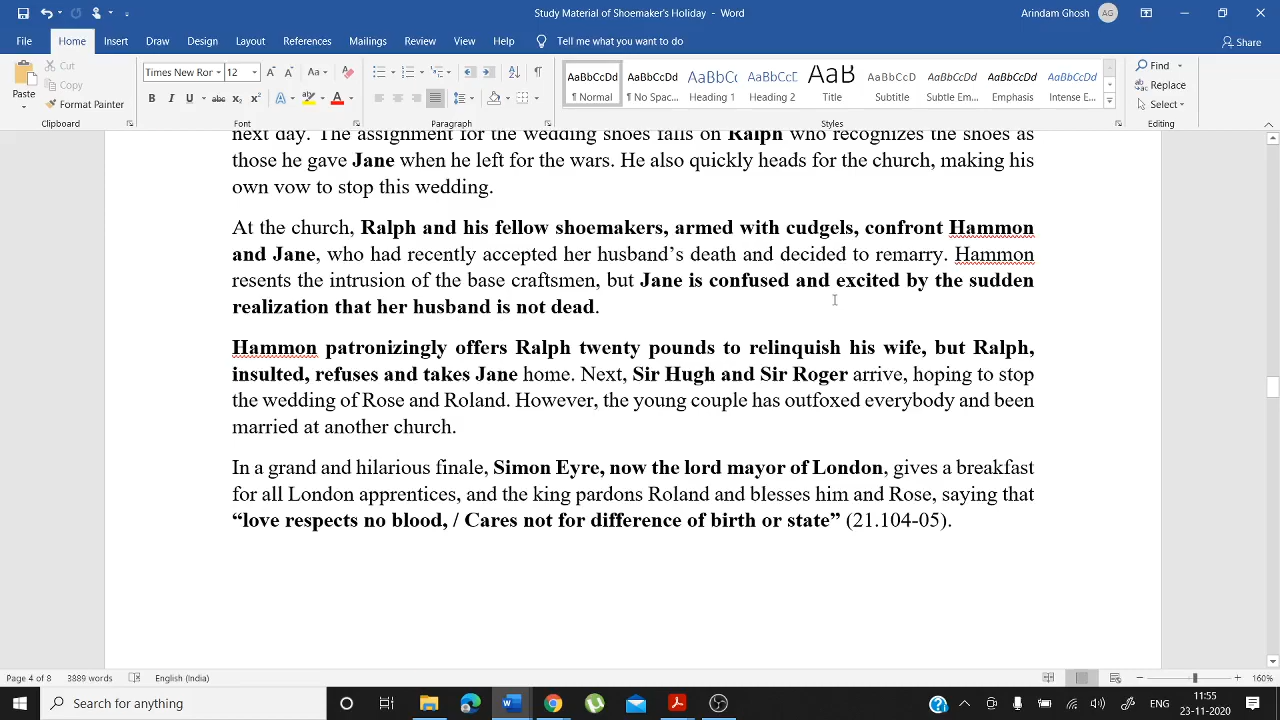 Study Material of Shoemaker's Holiday - Word
Arindam Ghosh AG
File Home Insert Draw Design Layout References Mailings Review View Help Tell me what you want to do Share
Paste Cut Copy Format Painter
Times New Ror 12
AaBbCcDd AaBbCcDd AaBbCc AaBbCcE AaB AaBbCcDd AaBbCcDd AaBbCcDd AaBbCcDd
¶ Normal ¶ No Spac... Heading 1 Heading 2 Title Subtitle Subtle Em... Emphasis Intense E...
Find
Replace
Select
Clipboard Font Paragraph Styles Editing
next day. The assignment for the wedding shoes falls on Ralph who recognizes the shoes as
those he gave Jane when he left for the wars. He also quickly heads for the church, making his
own vow to stop this wedding.
At the church, Ralph and his fellow shoemakers, armed with cudgels, confront Hammon
and Jane, who had recently accepted her husband’s death and decided to remarry. Hammon
resents the intrusion of the base craftsmen, but Jane is confused and excited by the sudden
realization that her husband is not dead.
Hammon patronizingly offers Ralph twenty pounds to relinquish his wife, but Ralph,
insulted, refuses and takes Jane home. Next, Sir Hugh and Sir Roger arrive, hoping to stop
the wedding of Rose and Roland. However, the young couple has outfoxed everybody and been
married at another church.
In a grand and hilarious finale, Simon Eyre, now the lord mayor of London, gives a breakfast
for all London apprentices, and the king pardons Roland and blesses him and Rose, saying that
“love respects no blood, / Cares not for difference of birth or state” (21.104-05).
Page 4 of 8 3889 words English (India) 160%
Search for anything
ENG 11:55
23-11-2020